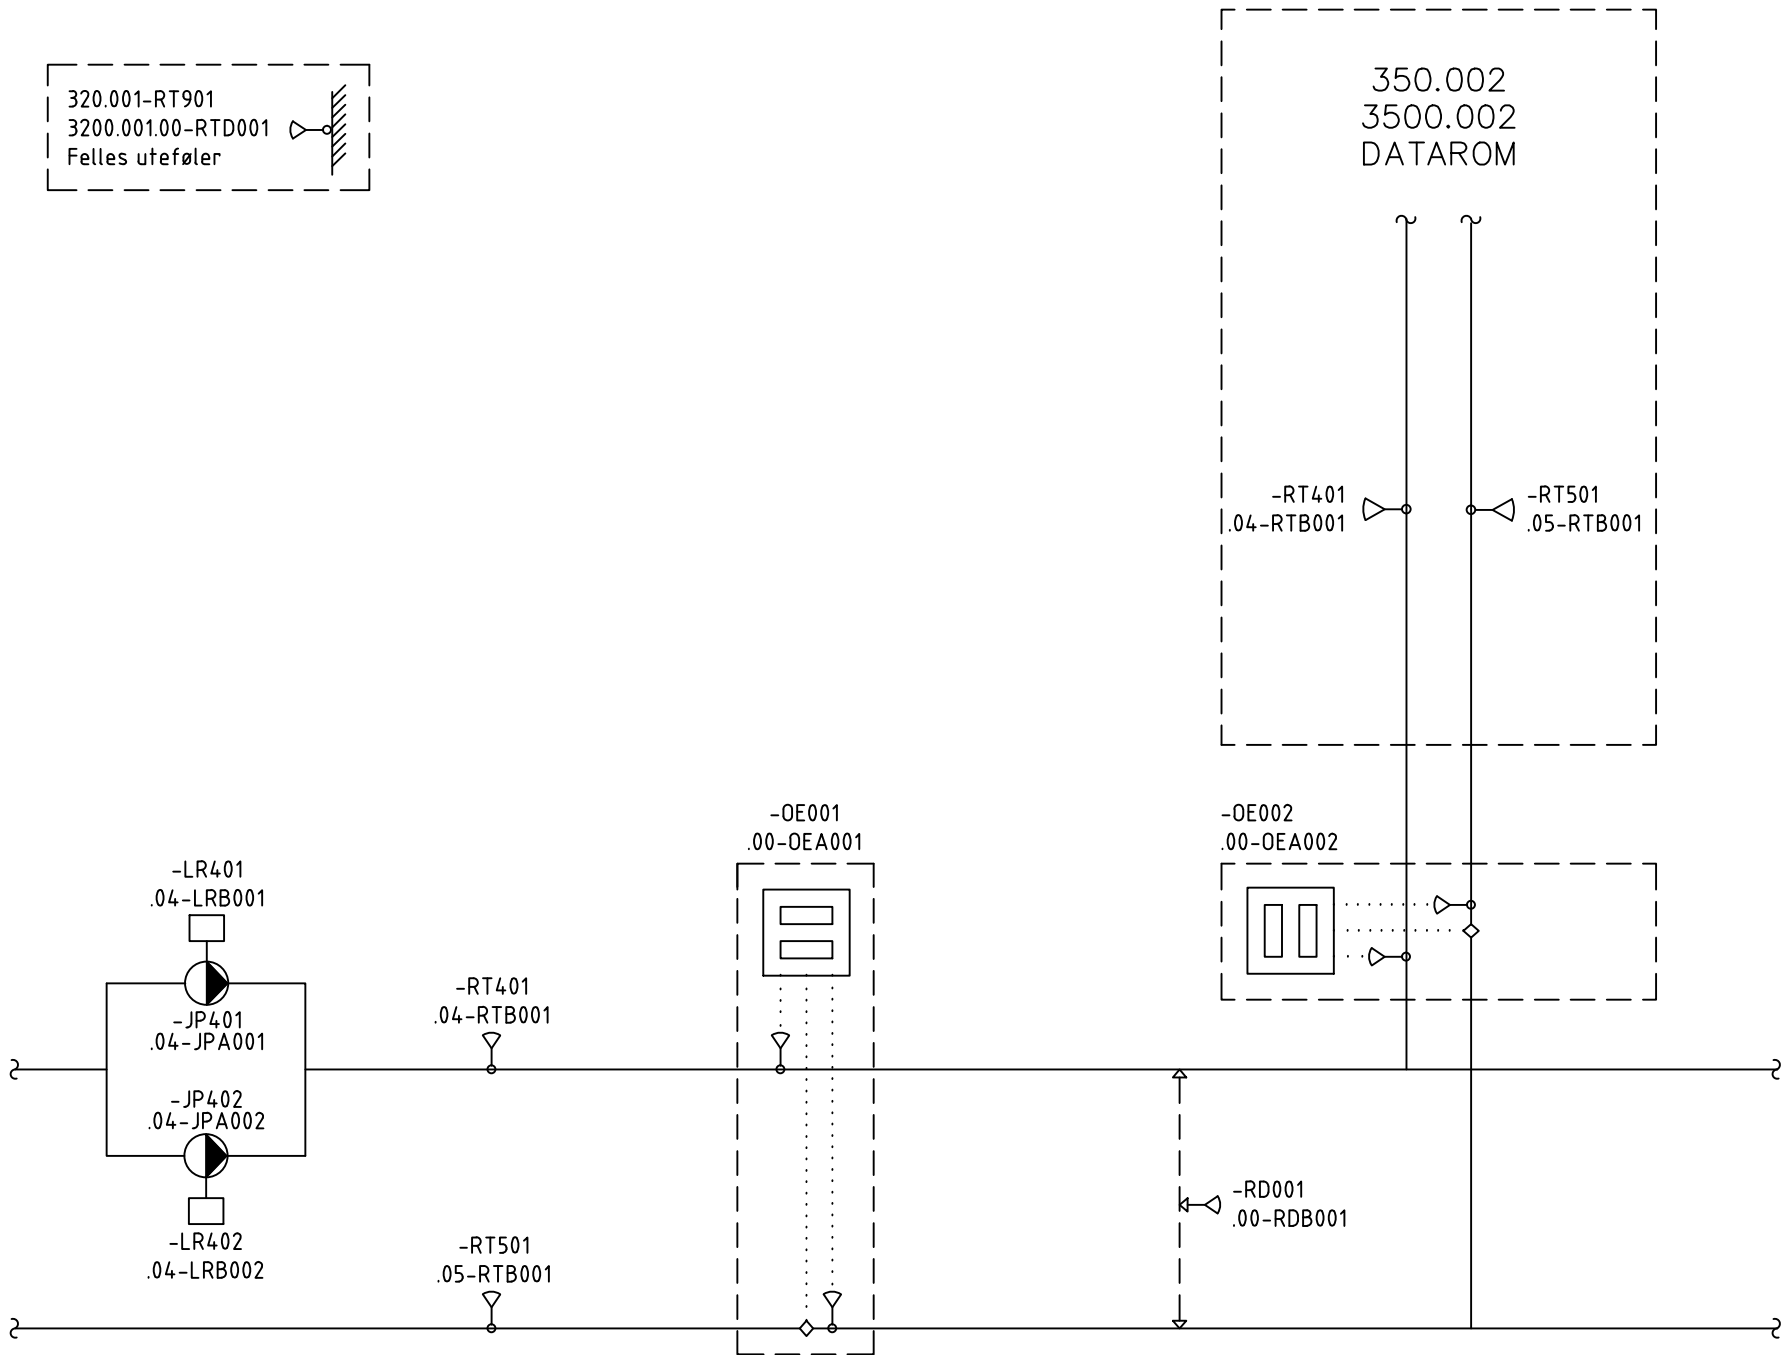 320.001-RT901
3200.001.00-RTD001
Felles uteføler
350.002
3500.002
DATAROM
-RT401
.04-RTB001
-RT501
.05-RTB001
-OE001
.00-OEA001
-OE002
.00-OEA002
-LR401
.04-LRB001
-JP401
.04-JPA001
-RT401
.04-RTB001
-JP402
.04-JPA002
-LR402
.04-LRB002
-RT501
.05-RTB001
-RD001
.00-RDB001